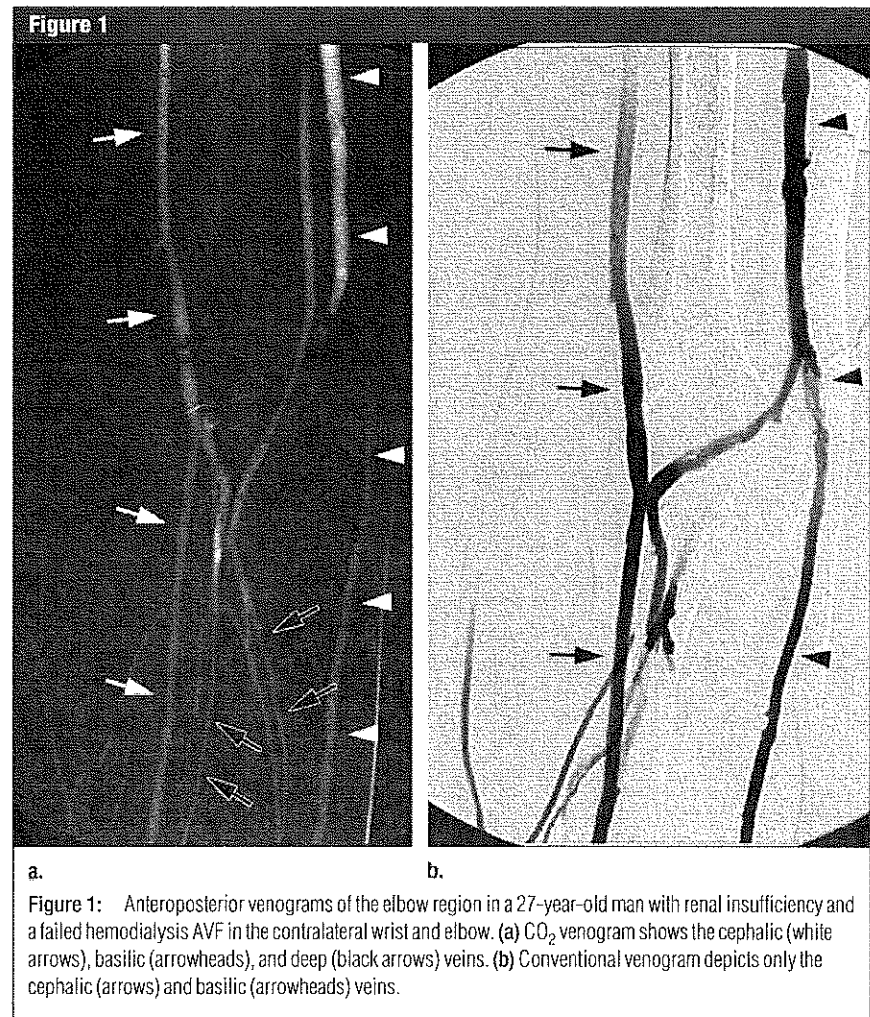 Figure 1
a.
b.
Figure 1: Anteroposterior venograms of the elbow region in a 27-year-old man with renal insufficiency and
a failed hemodialysis AVF in the contralateral wrist and elbow. (a) CO₂ venogram shows the cephalic (white
arrows), basilic (arrowheads), and deep (black arrows) veins. (b) Conventional venogram depicts only the
cephalic (arrows) and basilic (arrowheads) veins.